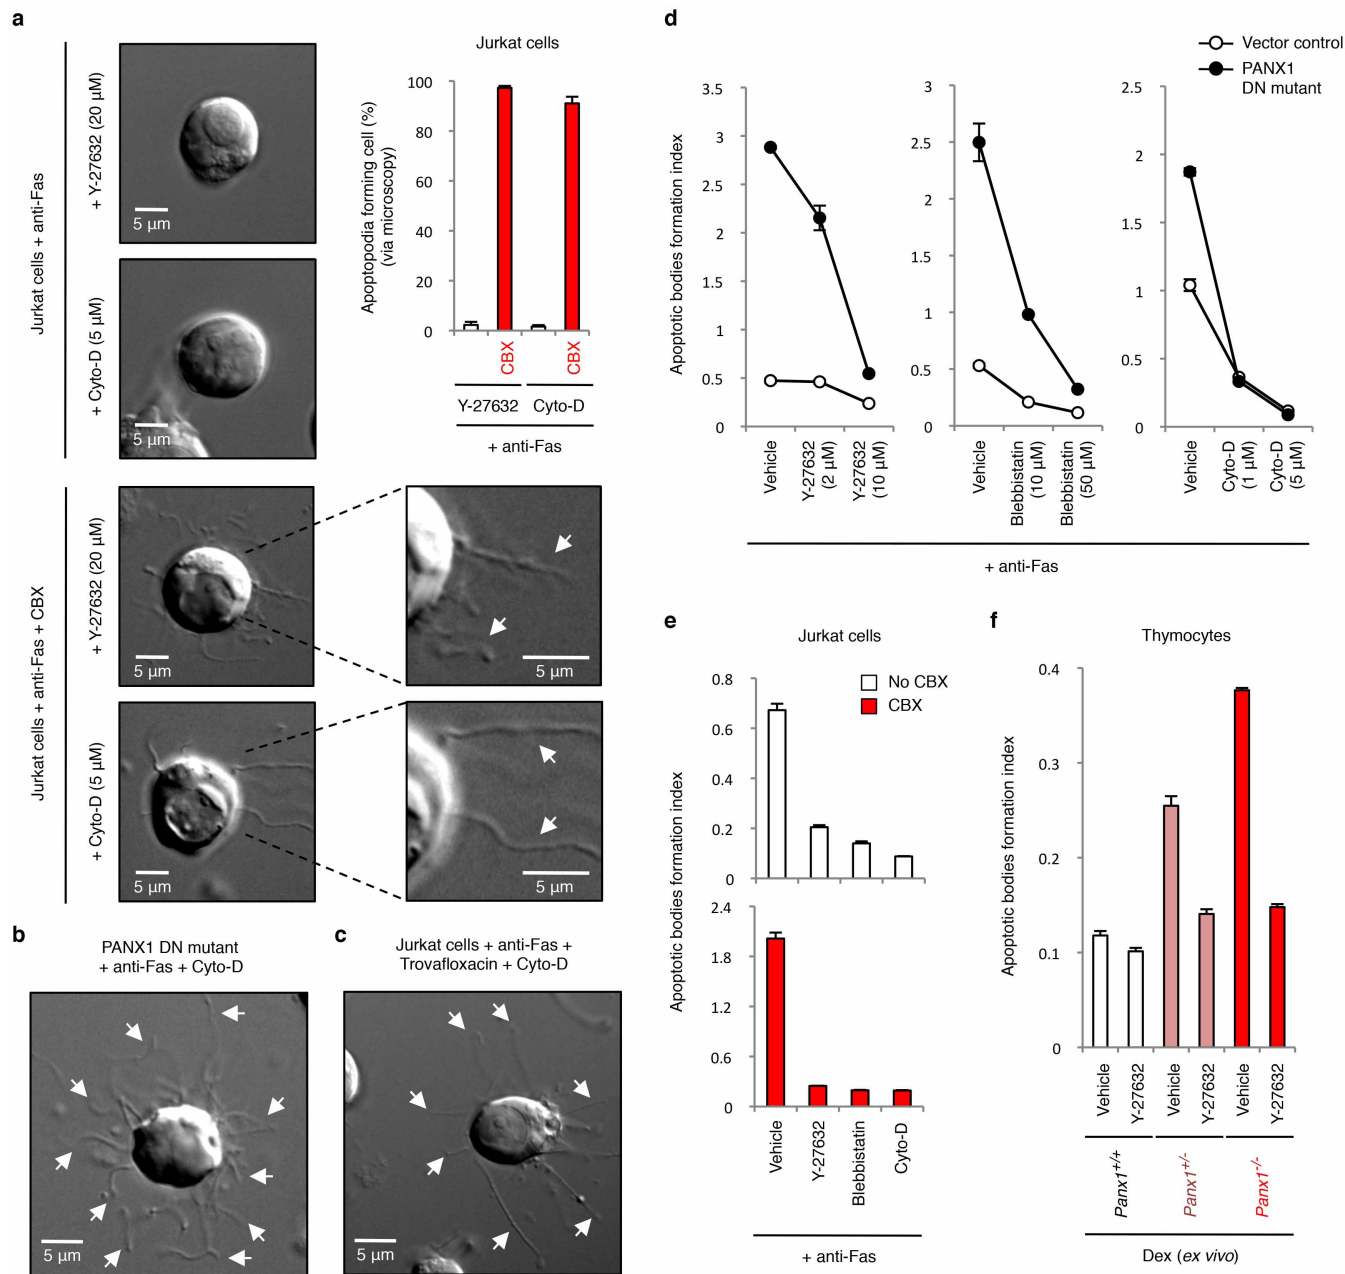 a
Jurkat cells + anti-Fas
+ Y-27632 (20 µM)
5 µm
+ Cyto-D (5 µM)
5 µm
Jurkat cells
Apoptopodia forming cell (%)
(via microscopy)
100
80
60
40
20
0
CBX
CBX
Y-27632
Cyto-D
+ anti-Fas
Jurkat cells + anti-Fas + CBX
+ Y-27632 (20 µM)
5 µm
5 µm
+ Cyto-D (5 µM)
5 µm
5 µm
b
PANX1 DN mutant
+ anti-Fas + Cyto-D
5 µm
c
Jurkat cells + anti-Fas +
Trovafloxacin + Cyto-D
5 µm
d
Vector control
PANX1
DN mutant
Apoptotic bodies formation index
3.5
3
2.5
2
1.5
1
0.5
0
Vehicle
Y-27632
(2 µM)
Y-27632
(10 µM)
3
2.5
2
1.5
1
0.5
0
Vehicle
Blebbistatin
(10 µM)
Blebbistatin
(50 µM)
2.5
2
1.5
1
0.5
0
Vehicle
Cyto-D
(1 µM)
Cyto-D
(5 µM)
+ anti-Fas
e
Jurkat cells
No CBX
CBX
Apoptotic bodies formation index
0.8
0.6
0.4
0.2
0
2.4
1.8
1.2
0.6
0
Vehicle
Y-27632
Blebbistatin
Cyto-D
+ anti-Fas
f
Thymocytes
Apoptotic bodies formation index
0.4
0.3
0.2
0.1
0
Vehicle
Y-27632
Vehicle
Y-27632
Vehicle
Y-27632
Panx1+/+
Panx1+/-
Panx1-/-
Dex (ex vivo)